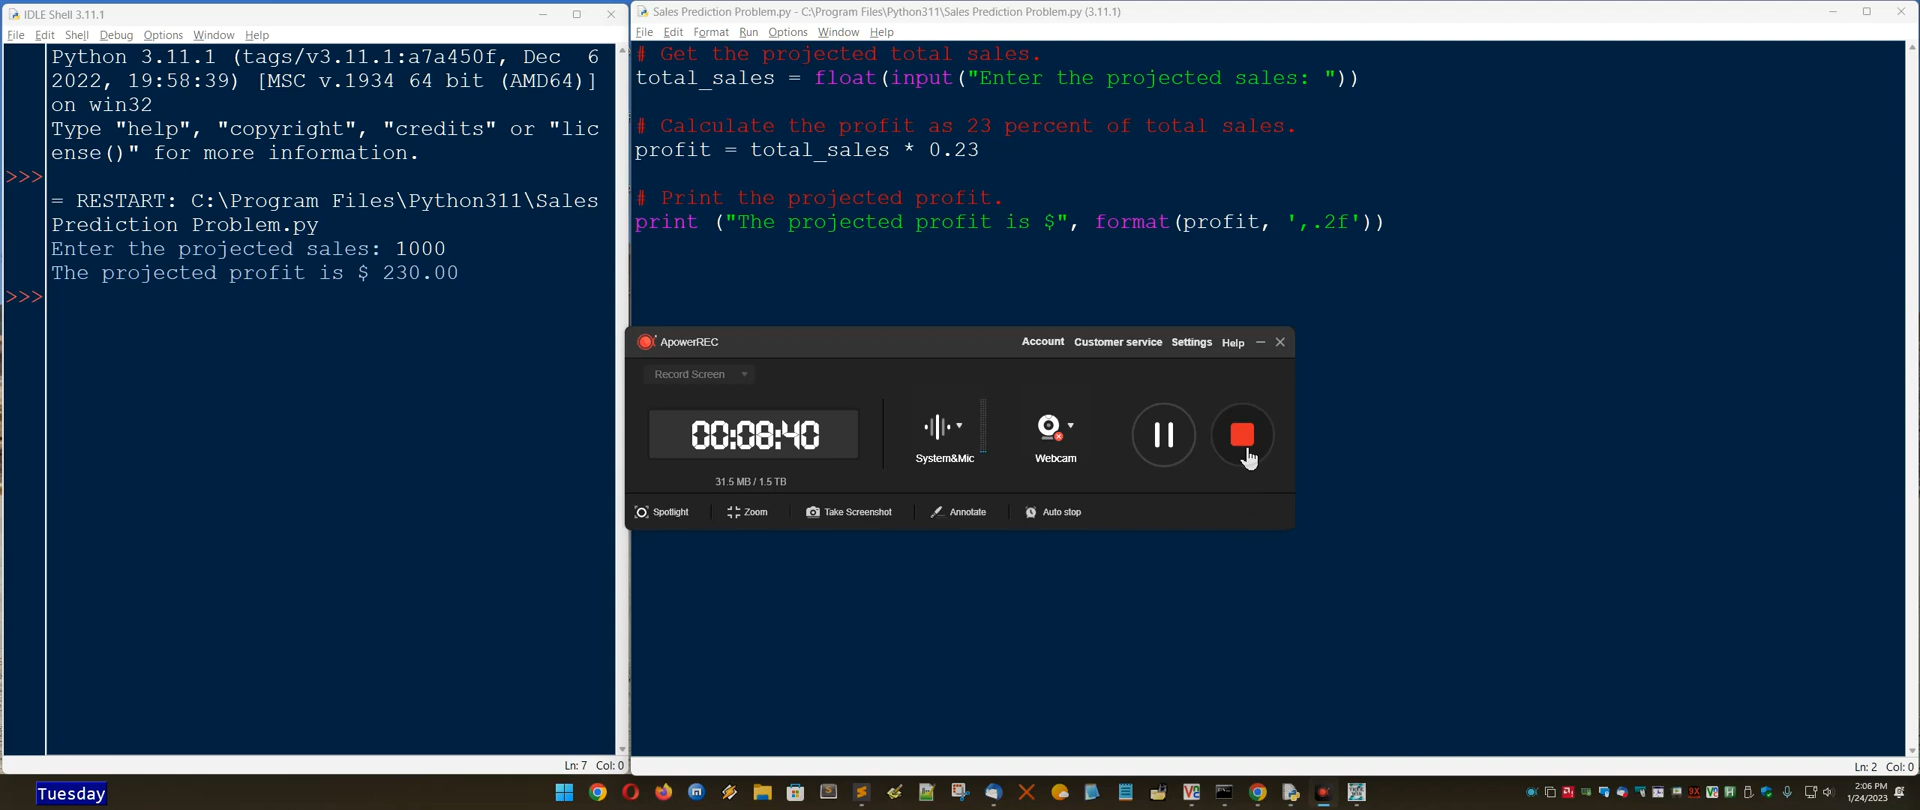 IDLE Shell 3.11.1
File Edit Shell Debug Options Window Help
Python 3.11.1 (tags/v3.11.1:a7a450f, Dec  6
2022, 19:58:39) [MSC v.1934 64 bit (AMD64)]
on win32
Type "help", "copyright", "credits" or "lic
ense()" for more information.
>>>
= RESTART: C:\Program Files\Python311\Sales
Prediction Problem.py
Enter the projected sales: 1000
The projected profit is $ 230.00
>>>
Ln: 7 Col: 0
Sales Prediction Problem.py - C:\Program Files\Python311\Sales Prediction Problem.py (3.11.1)
File Edit Format Run Options Window Help
# Get the projected total sales.
total_sales = float(input("Enter the projected sales: "))
# Calculate the profit as 23 percent of total sales.
profit = total_sales * 0.23
# Print the projected profit.
print ("The projected profit is $", format(profit, ',.2f'))
ApowerREC
Account Customer service Settings Help
Record Screen
00:08:40
System&Mic
Webcam
31.5 MB / 1.5 TB
Spotlight Zoom Take Screenshot Annotate Auto stop
Ln: 2 Col: 0
Tuesday
2:06 PM
1/24/2023